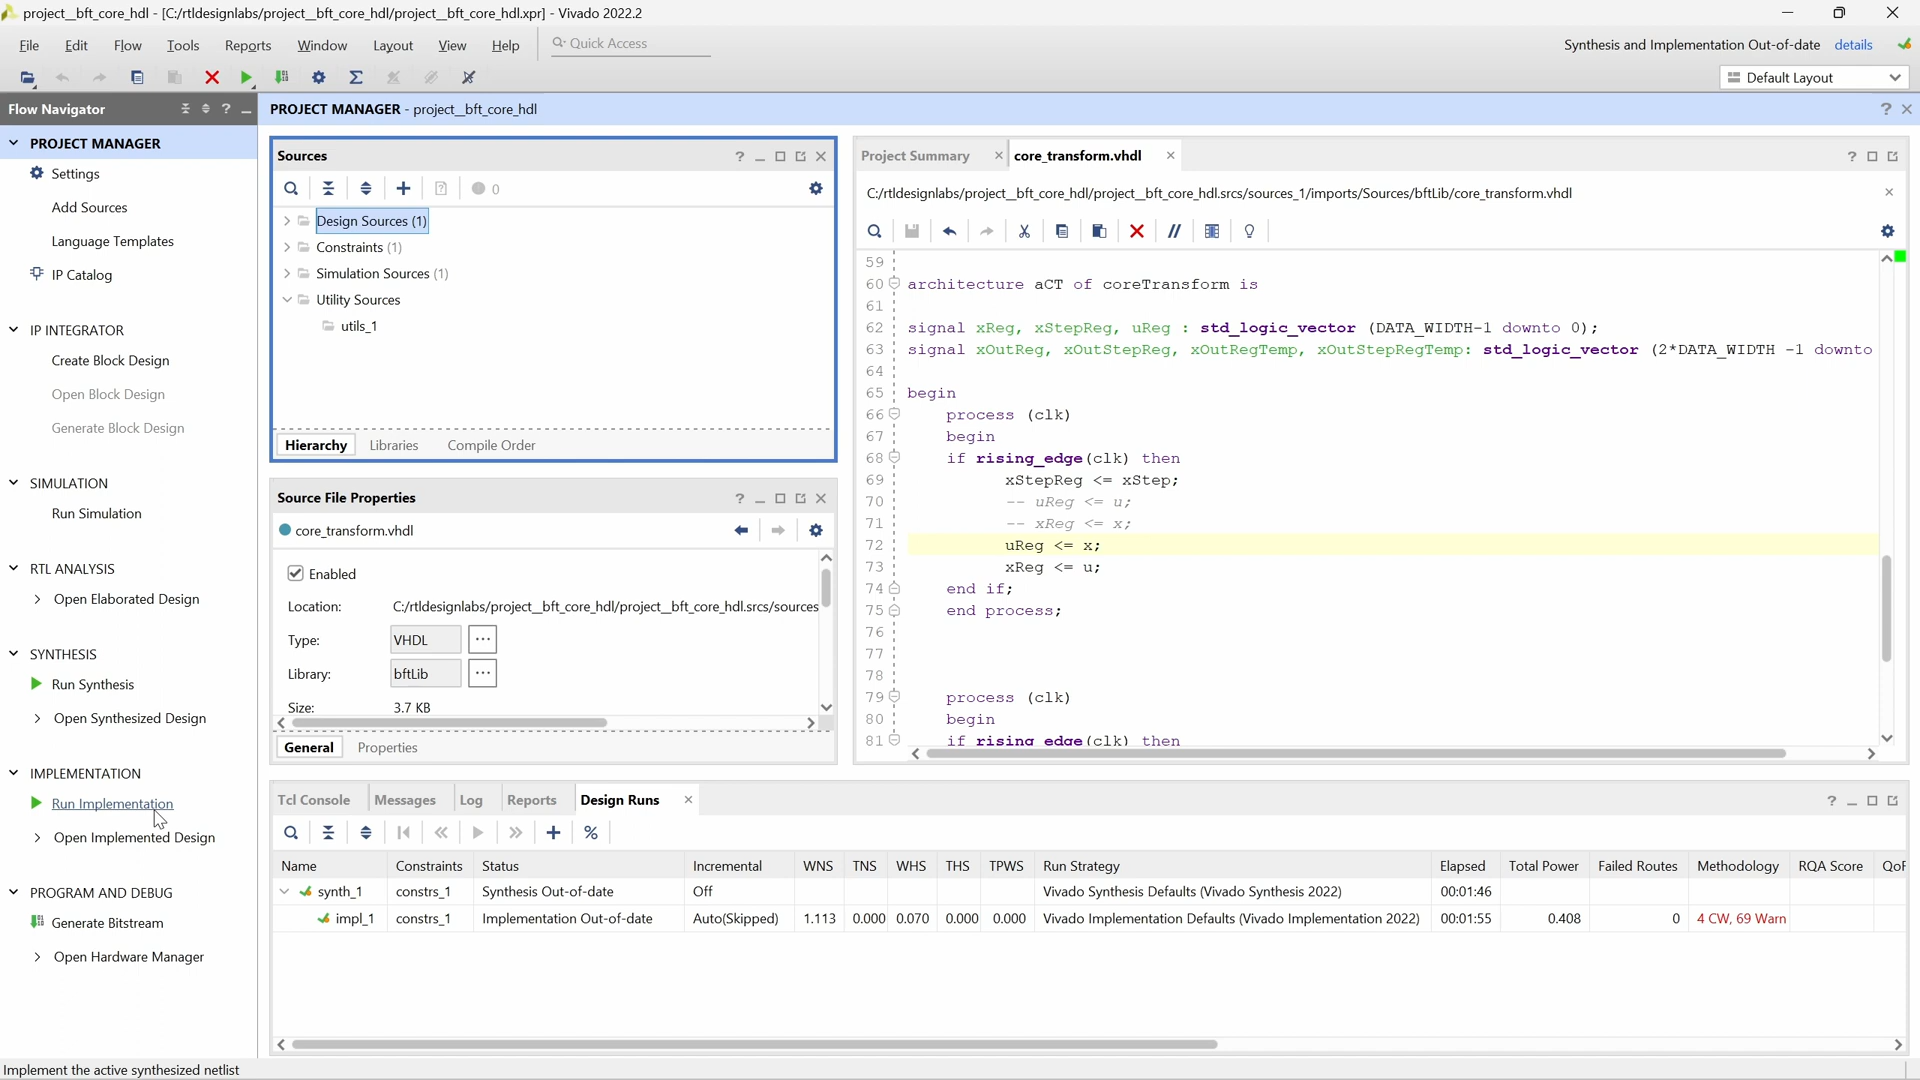 project__bft_core_hdl - [C:/rtldesignlabs/project__bft_core_hdl/project__bft_core_hdl.xpr] - Vivado 2022.2
File Edit Flow Tools Reports Window Layout View Help Quick Access
Synthesis and Implementation Out-of-date details
Default Layout
Flow Navigator
PROJECT MANAGER
Settings
Add Sources
Language Templates
IP Catalog
IP INTEGRATOR
Create Block Design
Open Block Design
Generate Block Design
SIMULATION
Run Simulation
RTL ANALYSIS
Open Elaborated Design
SYNTHESIS
Run Synthesis
Open Synthesized Design
IMPLEMENTATION
Run Implementation
Open Implemented Design
PROGRAM AND DEBUG
Generate Bitstream
Open Hardware Manager
PROJECT MANAGER - project__bft_core_hdl
Sources
0
Design Sources (1)
Constraints (1)
Simulation Sources (1)
Utility Sources
utils_1
Hierarchy Libraries Compile Order
Source File Properties
core_transform.vhdl
Enabled
Location: C:/rtldesignlabs/project__bft_core_hdl/project__bft_core_hdl.srcs/sources
Type: VHDL ...
Library: bftLib ...
Size: 3.7 KB
General Properties
Project Summary core_transform.vhdl
C:/rtldesignlabs/project__bft_core_hdl/project__bft_core_hdl.srcs/sources_1/imports/Sources/bftLib/core_transform.vhdl
59
60 architecture aCT of coreTransform is
61
62 signal xReg, xStepReg, uReg : std_logic_vector (DATA_WIDTH-1 downto 0);
63 signal xOutReg, xOutStepReg, xOutRegTemp, xOutStepRegTemp: std_logic_vector (2*DATA_WIDTH -1 downto
64
65 begin
66 process (clk)
67 begin
68 if rising_edge(clk) then
69 xStepReg <= xStep;
70 -- uReg <= u;
71 -- xReg <= x;
72 uReg <= x;
73 xReg <= u;
74 end if;
75 end process;
76
77
78
79 process (clk)
80 begin
81 if rising_edge(clk) then
Tcl Console Messages Log Reports Design Runs
Name Constraints Status Incremental WNS TNS WHS THS TPWS Run Strategy Elapsed Total Power Failed Routes Methodology RQA Score QoR
synth_1 constrs_1 Synthesis Out-of-date Off Vivado Synthesis Defaults (Vivado Synthesis 2022) 00:01:46
impl_1 constrs_1 Implementation Out-of-date Auto(Skipped) 1.113 0.000 0.070 0.000 0.000 Vivado Implementation Defaults (Vivado Implementation 2022) 00:01:55 0.408 0 4 CW, 69 Warn
Implement the active synthesized netlist